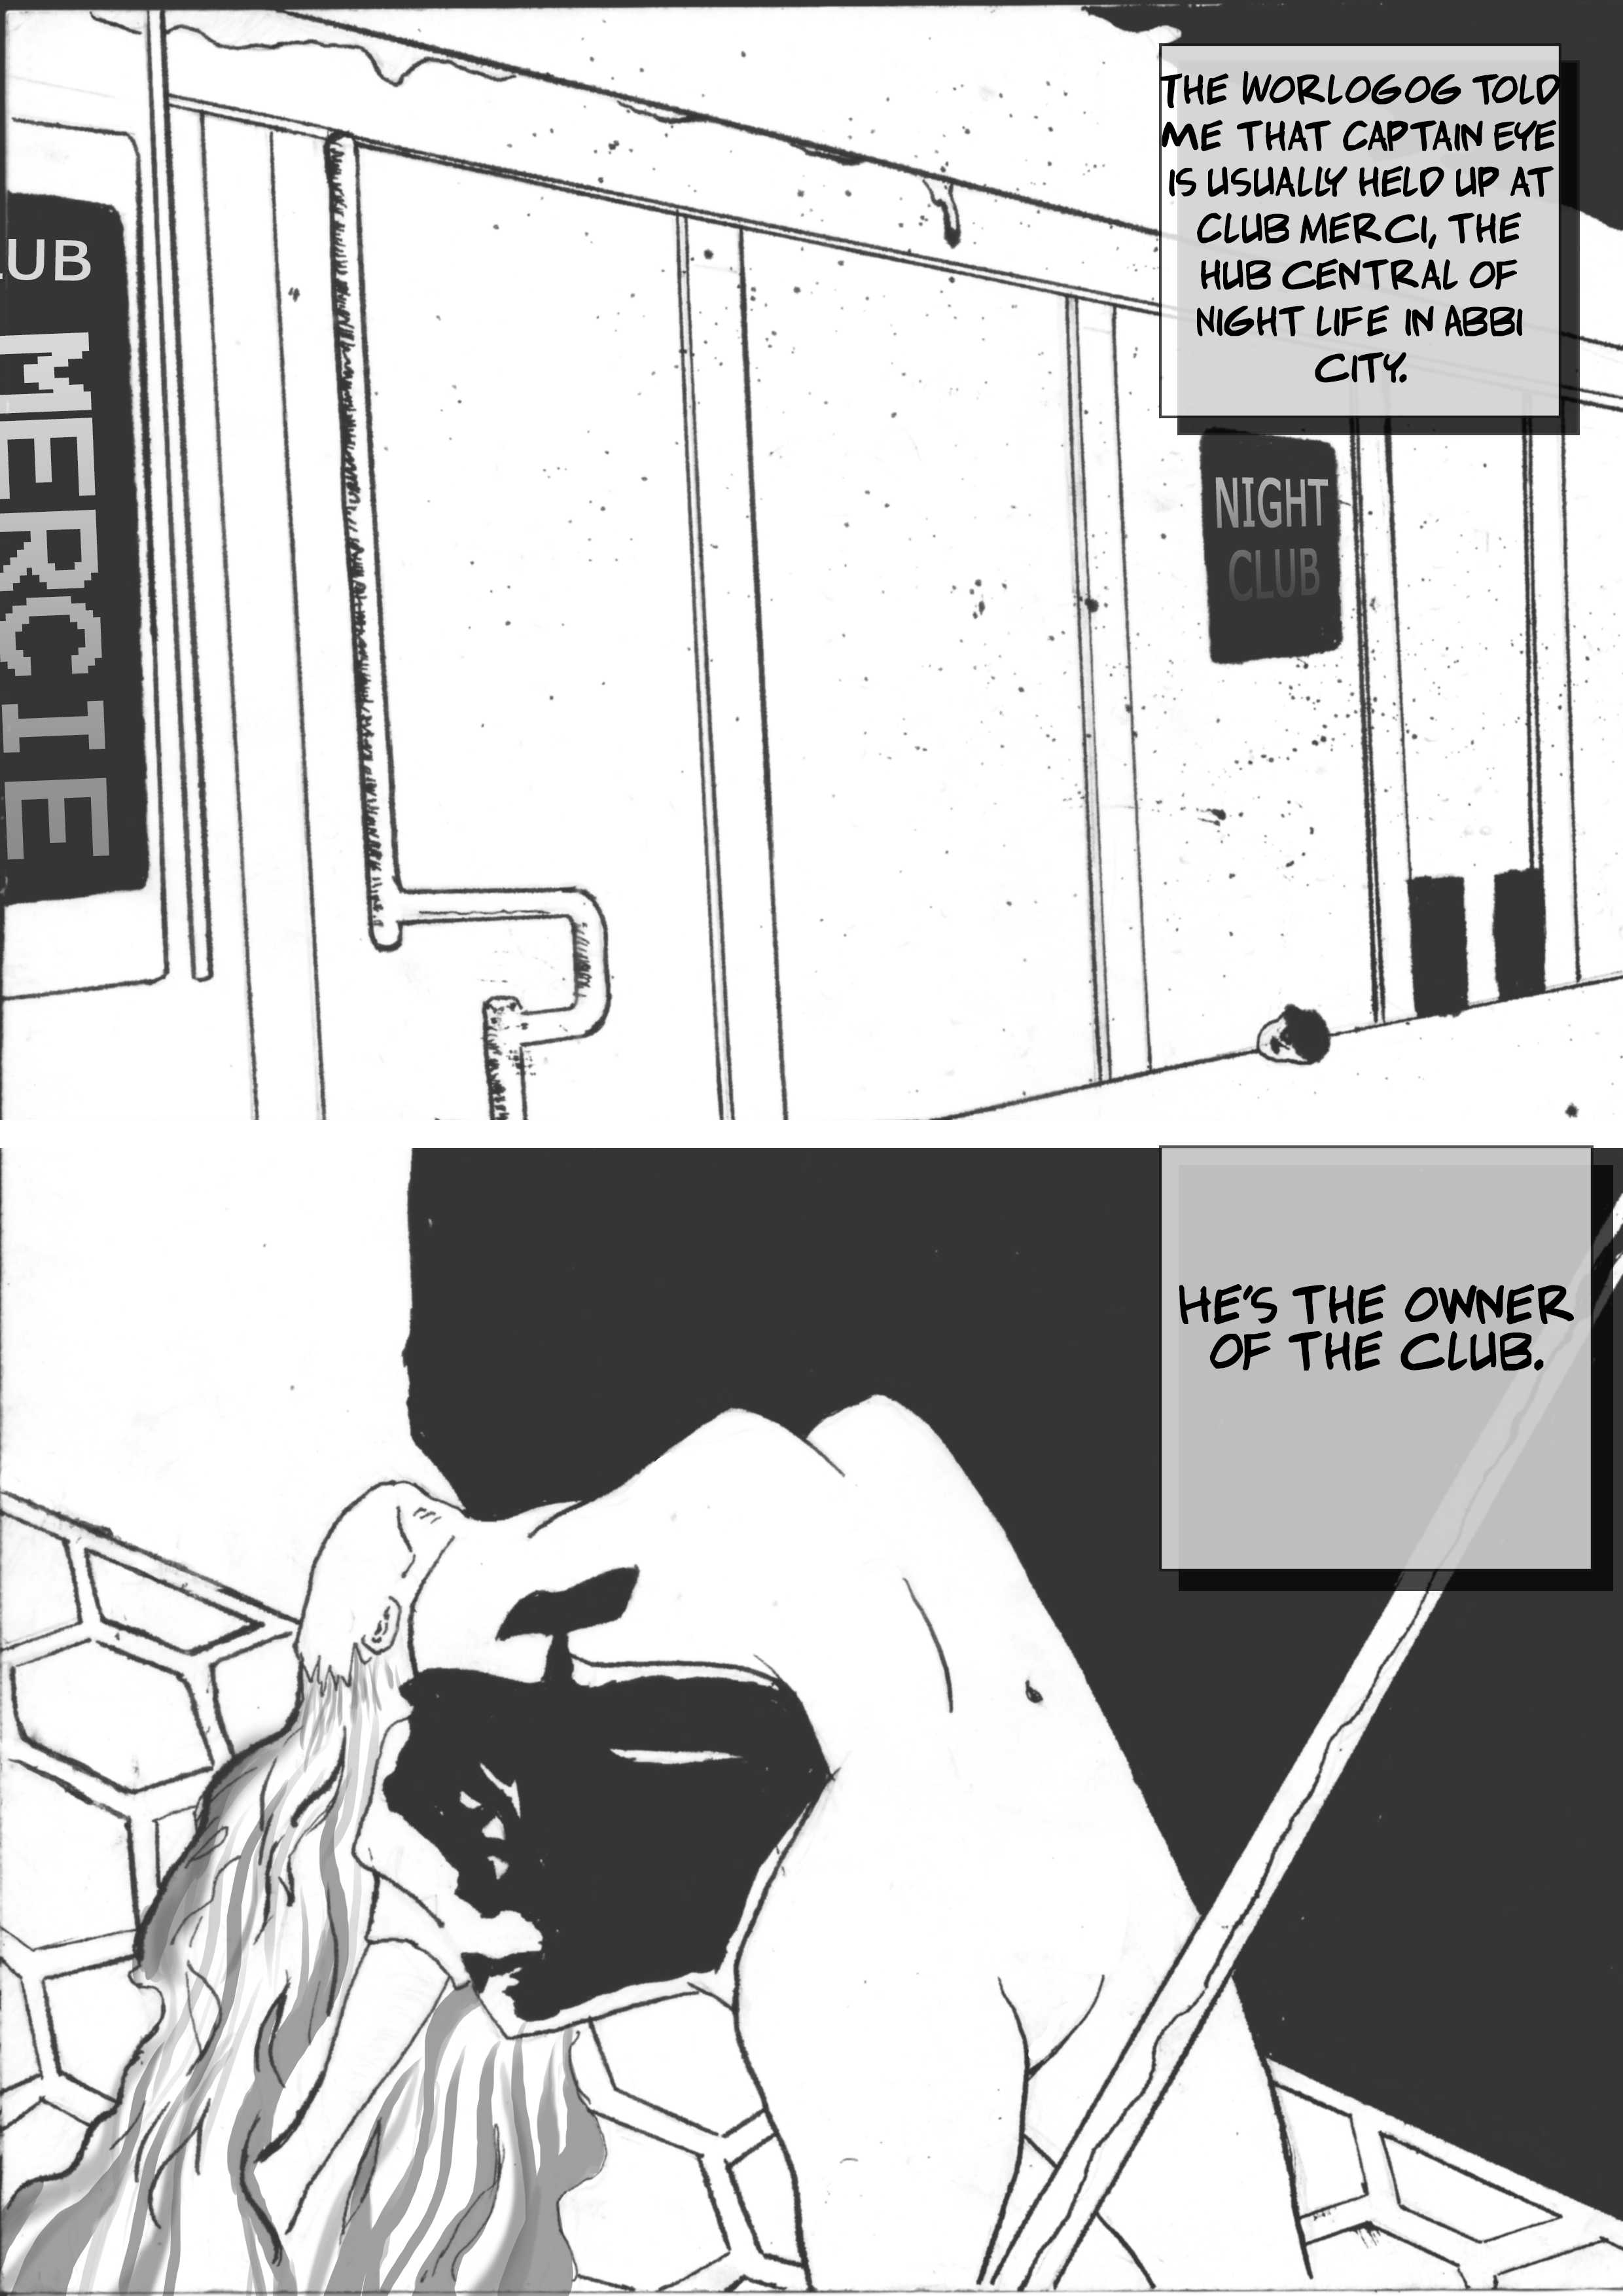 THE WORLOGOG TOLD
ME THAT CAPTAIN EYE
IS USUALLY HELD UP AT
CLUB MERCI, THE
HUB CENTRAL OF
NIGHT LIFE IN ABBI
CITY.
LUB
MERCIE
NIGHT
CLUB
HE'S THE OWNER
OF THE CLUB.